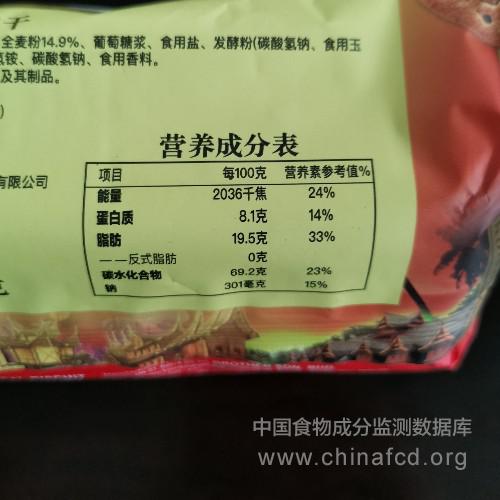 干
全麦粉14.9%、葡萄糖浆、食用盐、发酵粉(碳酸氢钠、食用玉
氢铵、碳酸氢钠、食用香料。
及其制品。
)
有限公司
营养成分表
项目 每100克 营养素参考值%
能量 2036千焦 24%
蛋白质 8.1克 14%
脂肪 19.5克 33%
——反式脂肪 0克
碳水化合物 69.2克 23%
钠 301毫克 15%
克
中国食物成分监测数据库
www.chinafcd.org